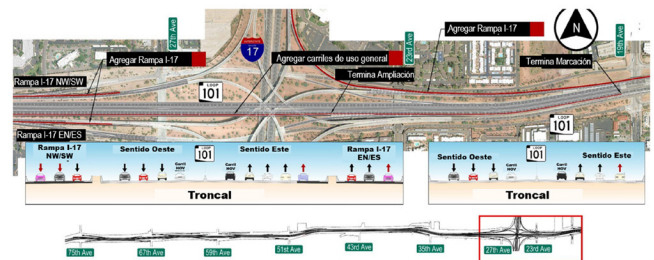 27th Ave
INTERSTATE
17
23rd Ave
Agregar Rampa I-17
N
19th Ave
Agregar Rampa I-17
Agregar carriles de uso general
Termina Ampliación
Termina Marcación
Rampa I-17 NW/SW
LOOP
101
Rampa I-17 EN/ES
LOOP
101
Rampa I-17
NW/SW
Sentido Oeste
LOOP
101
Sentido Este
Rampa I-17
EN/ES
Carril
HOV
Carril
HOV
Troncal
Sentido Oeste
LOOP
101
Sentido Este
Carril
HOV
Carril
HOV
Troncal
75th Ave
67th Ave
59th Ave
51st Ave
43rd Ave
35th Ave
27th Ave
23rd Ave